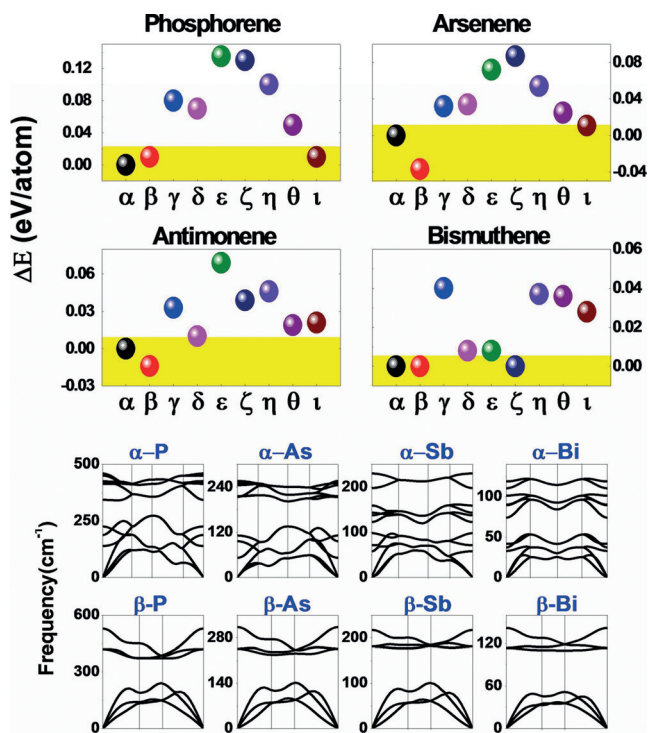 Phosphorene Arsenene
0.12 0.08
0.08 0.04
0.04 0.00
0.00 -0.04
α β γ δ ε ζ η θ ι α β γ δ ε ζ η θ ι
ΔE (eV/atom)
Antimonene Bismuthene
0.06 0.06
0.03 0.04
0.00 0.02
-0.03 0.00
α β γ δ ε ζ η θ ι α β γ δ ε ζ η θ ι
α–P α–As α–Sb α–Bi
500 240 200 100
250 120 100 50
0 0 0 0
Frequency(cm⁻¹)
β-P β-As β-Sb β-Bi
600 280 200 120
300 140 100 60
0 0 0 0